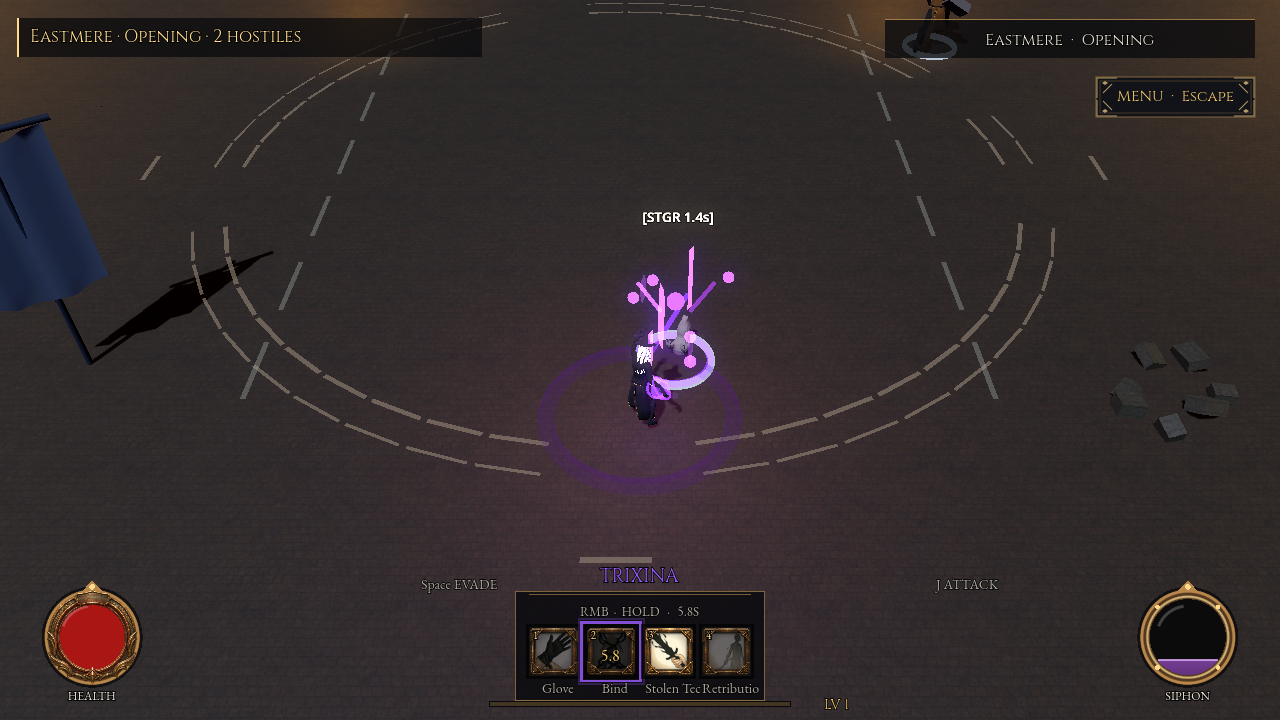 Eastmere · Opening · 2 hostiles
Eastmere · Opening
MENU · Escape
[STGR 1.4s]
Space EVADE
TRIXINA
J ATTACK
RMB · HOLD · 5.8S
1 2 3 4
5.8
Glove Bind Stolen Tec Retributio
HEALTH
SIPHON
LV 1